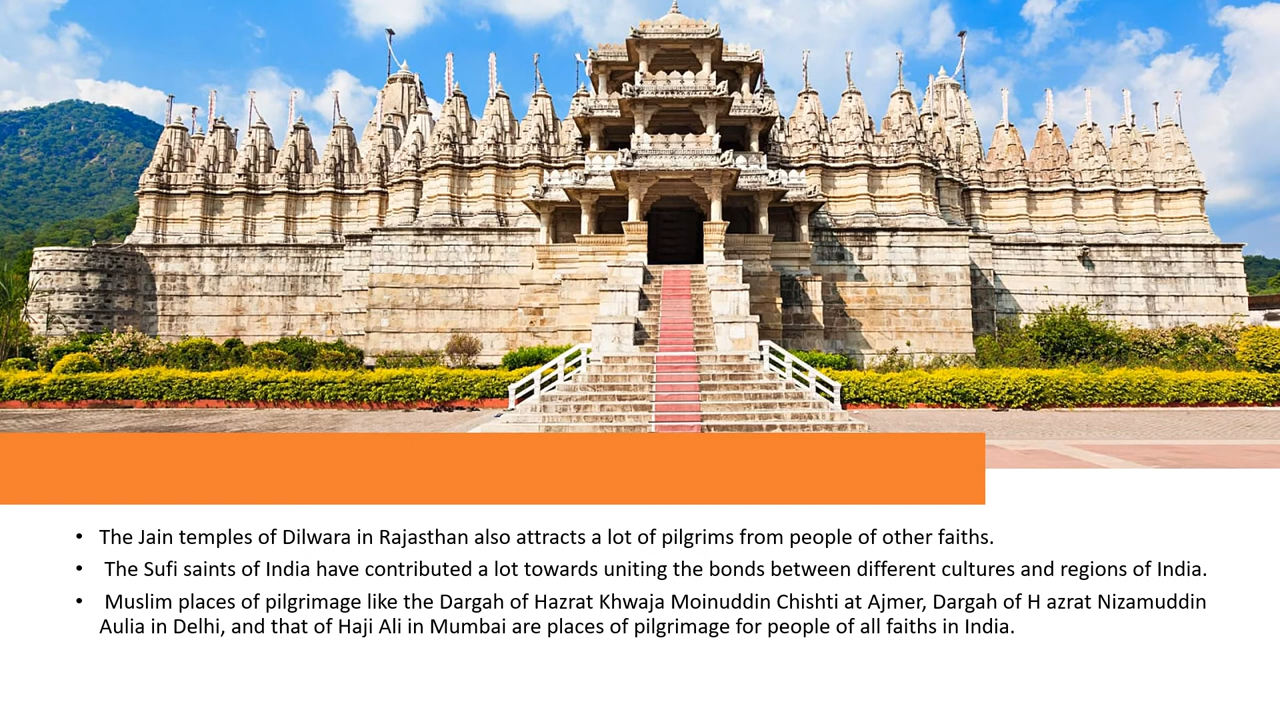 • The Jain temples of Dilwara in Rajasthan also attracts a lot of pilgrims from people of other faiths.
• The Sufi saints of India have contributed a lot towards uniting the bonds between different cultures and regions of India.
• Muslim places of pilgrimage like the Dargah of Hazrat Khwaja Moinuddin Chishti at Ajmer, Dargah of H azrat Nizamuddin
Aulia in Delhi, and that of Haji Ali in Mumbai are places of pilgrimage for people of all faiths in India.